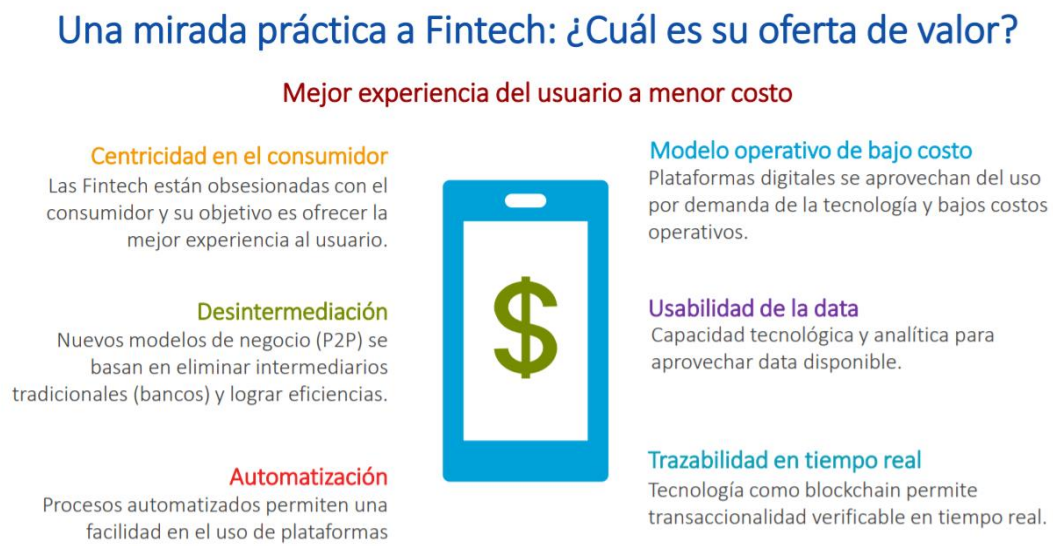 Una mirada práctica a Fintech: ¿Cuál es su oferta de valor?
Mejor experiencia del usuario a menor costo
Centricidad en el consumidor
Las Fintech están obsesionadas con el
consumidor y su objetivo es ofrecer la
mejor experiencia al usuario.
Desintermediación
Nuevos modelos de negocio (P2P) se
basan en eliminar intermediarios
tradicionales (bancos) y lograr eficiencias.
Automatización
Procesos automatizados permiten una
facilidad en el uso de plataformas
$
Modelo operativo de bajo costo
Plataformas digitales se aprovechan del uso
por demanda de la tecnología y bajos costos
operativos.
Usabilidad de la data
Capacidad tecnológica y analítica para
aprovechar data disponible.
Trazabilidad en tiempo real
Tecnología como blockchain permite
transaccionalidad verificable en tiempo real.